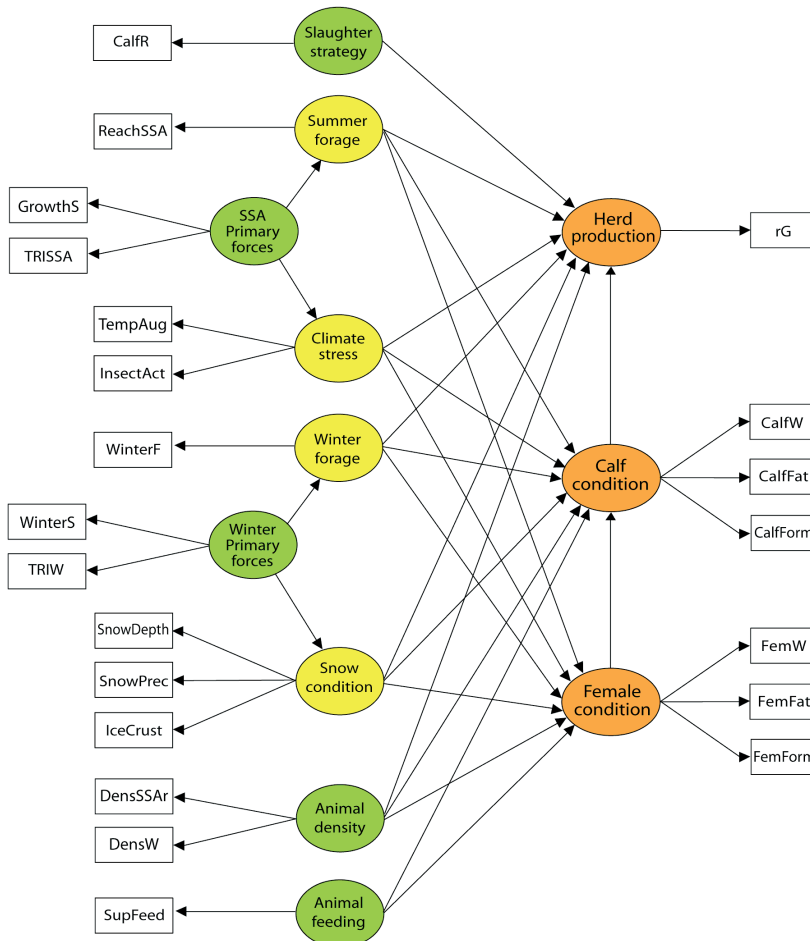 CalfR
Slaughter
strategy
ReachSSA
Summer
forage
GrowthS
TRISSA
SSA
Primary
forces
Herd
production
rG
TempAug
InsectAct
Climate
stress
WinterF
Winter
forage
Calf
condition
CalfW
CalfFat
CalfForm
WinterS
TRIW
Winter
Primary
forces
SnowDepth
SnowPrec
IceCrust
Snow
condition
Female
condition
FemW
FemFat
FemForm
DensSSAr
DensW
Animal
density
SupFeed
Animal
feeding